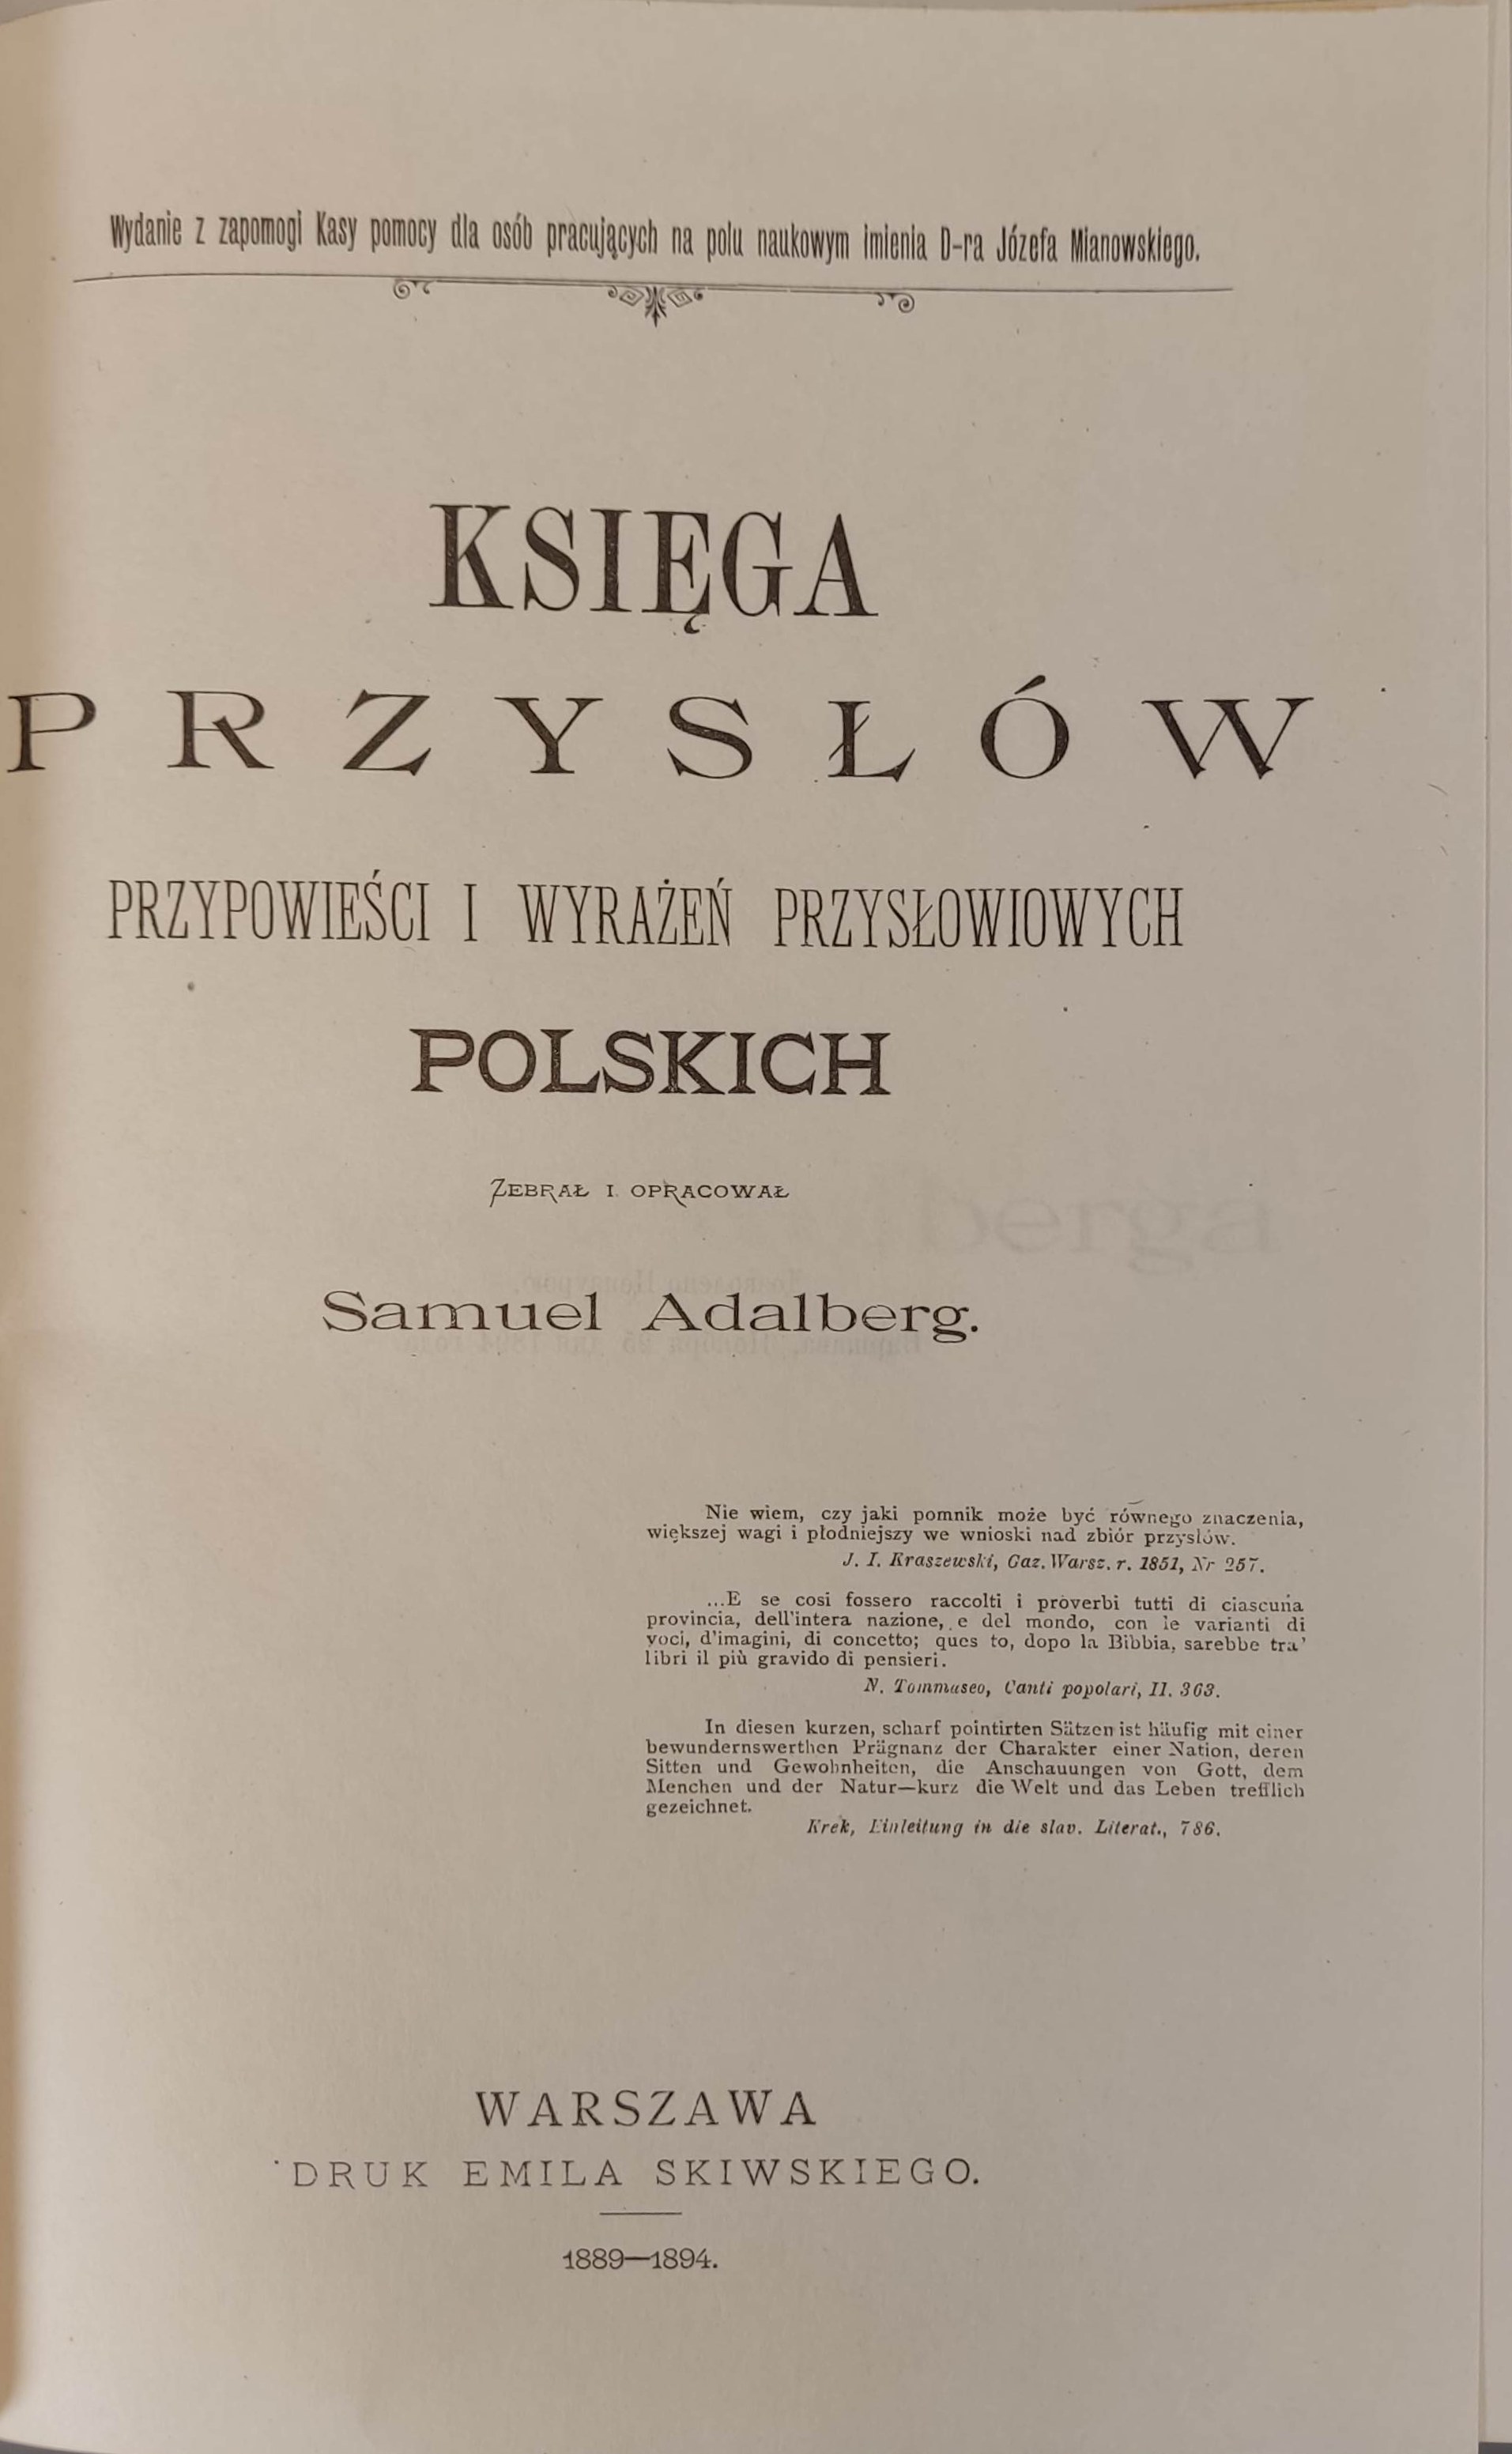 Wydanie z zapomogi Kasy pomocy dla osób pracujących na polu naukowym imienia D-ra Józefa Mianowskiego.
KSIĘGA
PRZYSŁÓW
PRZYPOWIEŚCI I WYRAŻEŃ PRZYSŁOWIOWYCH
POLSKICH
ZEBRAŁ I OPRACOWAŁ
Samuel Adalberg.
Nie wiem, czy jaki pomnik może być równego znaczenia,
większej wagi i płodniejszy we wnioski nad zbiór przysłów.
J. I. Kraszewski, Gaz. Warsz. r. 1851, Nr 257.
...E se cosi fossero raccolti i proverbi tutti di ciascuna
provincia, dell'intera nazione, e del mondo, con le varianti di
voci, d'imagini, di concetto; ques to, dopo la Bibbia, sarebbe tra'
libri il più gravido di pensieri.
N. Tommaseo, Canti popolari, II. 363.
In diesen kurzen, scharf pointirten Sätzen ist häufig mit einer
bewundernswerthen Prägnanz der Charakter einer Nation, deren
Sitten und Gewohnheiten, die Anschauungen von Gott, dem
Menchen und der Natur—kurz die Welt und das Leben trefflich
gezeichnet.
Krek, Einleitung in die slav. Literat., 786.
WARSZAWA
DRUK EMILA SKIWSKIEGO.
1889—1894.